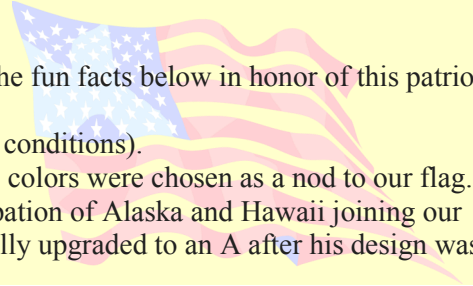 he fun facts below in honor of this patrio
conditions).
colors were chosen as a nod to our flag.
pation of Alaska and Hawaii joining our
lly upgraded to an A after his design was